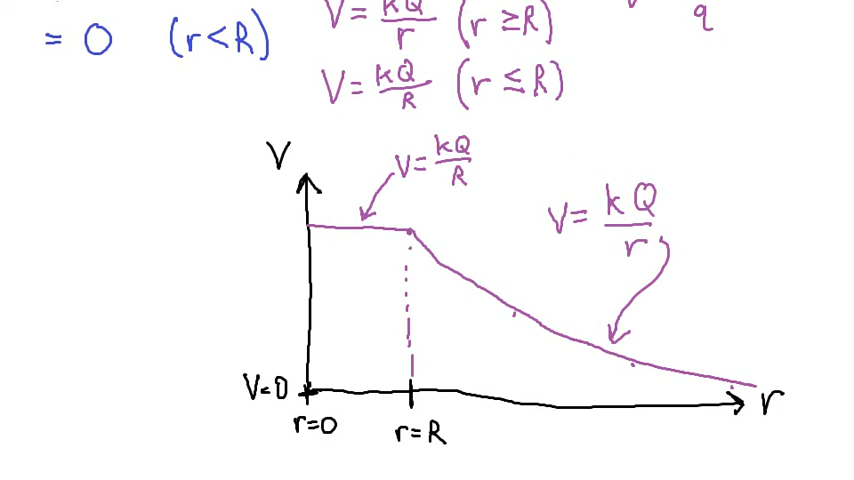 V = kQ/r (r ≥ R)
q
= 0 (r < R)
V = kQ/R (r ≤ R)
V
V = kQ/R
V = kQ/r
V=0
r
r=0
r=R